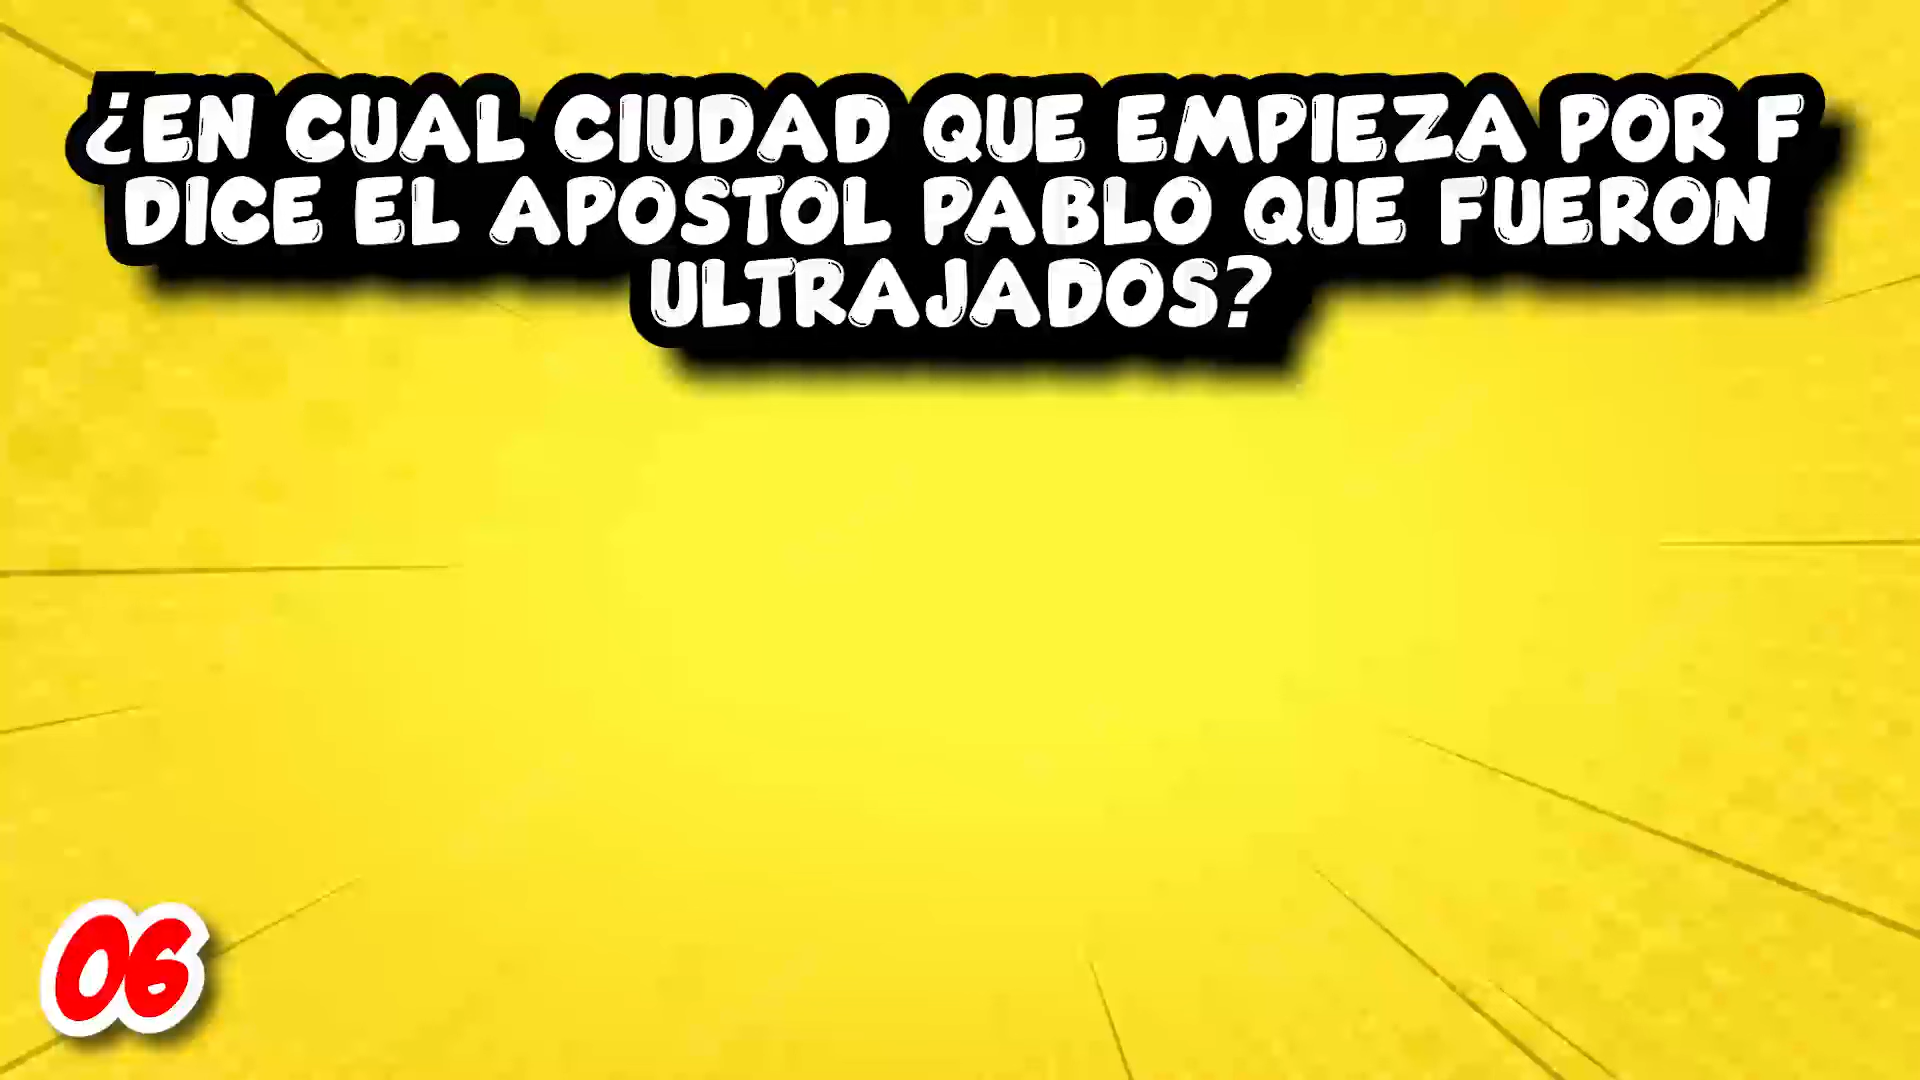 ¿EN CUAL CIUDAD QUE EMPIEZA POR F
DICE EL APOSTOL PABLO QUE FUERON
ULTRAJADOS?
06